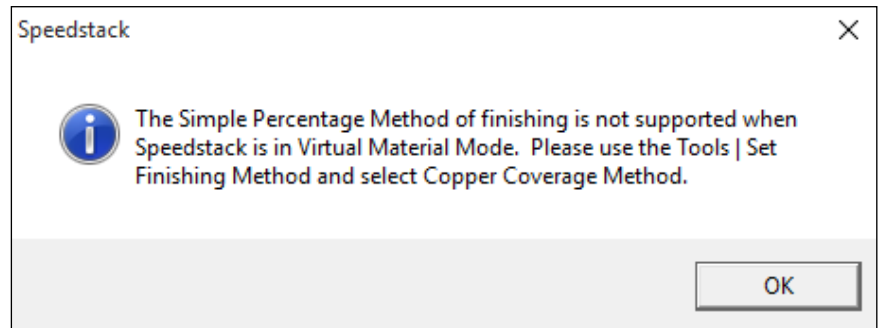 Speedstack
The Simple Percentage Method of finishing is not supported when
Speedstack is in Virtual Material Mode.  Please use the Tools | Set
Finishing Method and select Copper Coverage Method.
OK